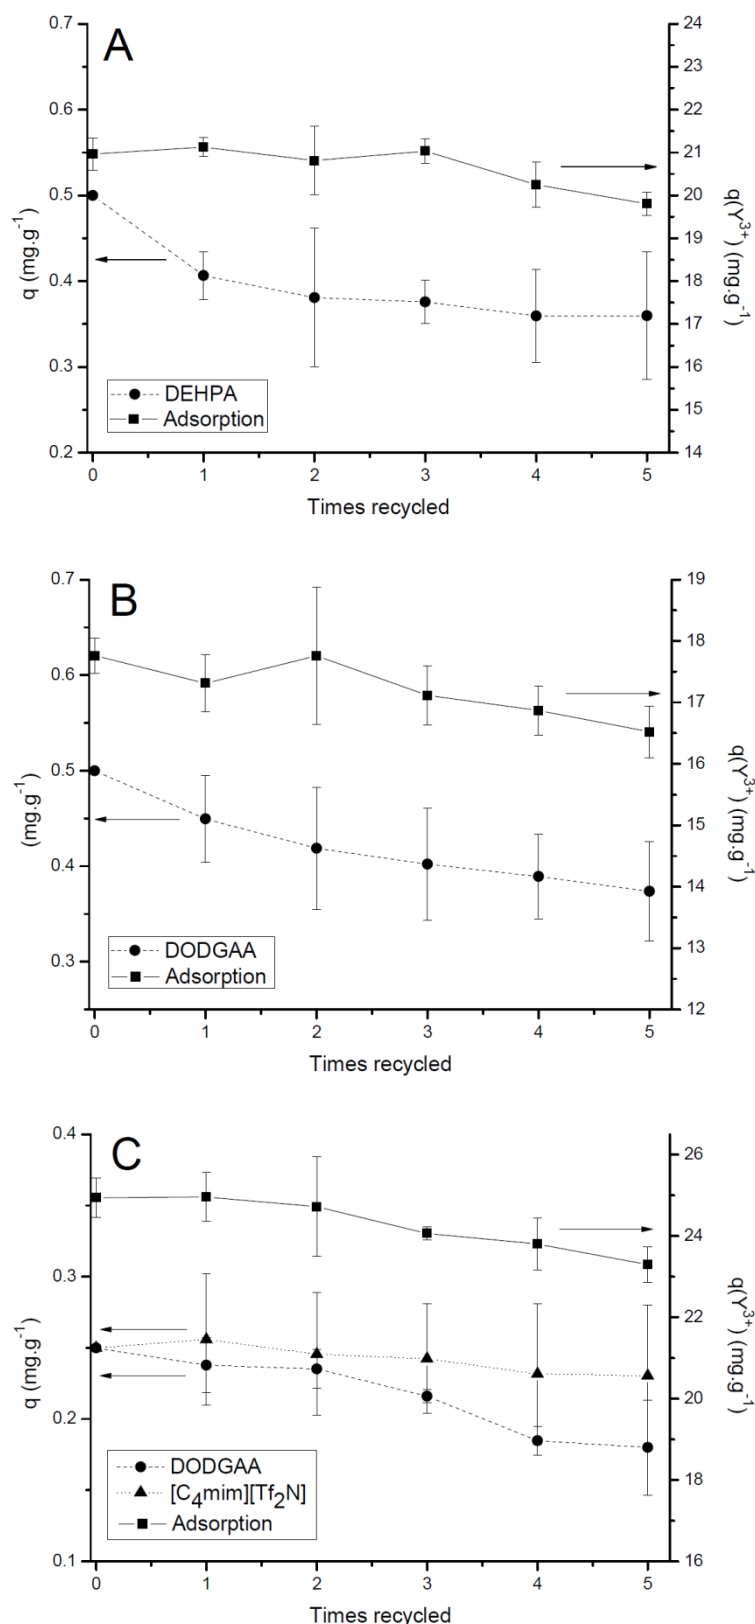 A
0.7
0.6
0.5
0.4
0.3
0.2
q (mg.g-1)
24
23
22
21
20
19
18
17
16
15
14
q(Y3+) (mg.g-1)
DEHPA
Adsorption
0 1 2 3 4 5
Times recycled
B
0.7
0.6
0.5
0.4
0.3
(mg.g-1)
19
18
17
16
15
14
13
12
q(Y3+) (mg.g-1)
DODGAA
Adsorption
0 1 2 3 4 5
Times recycled
C
0.4
0.3
0.2
0.1
q (mg.g-1)
26
24
22
20
18
16
q(Y3+) (mg.g-1)
DODGAA
[C4mim][Tf2N]
Adsorption
0 1 2 3 4 5
Times recycled